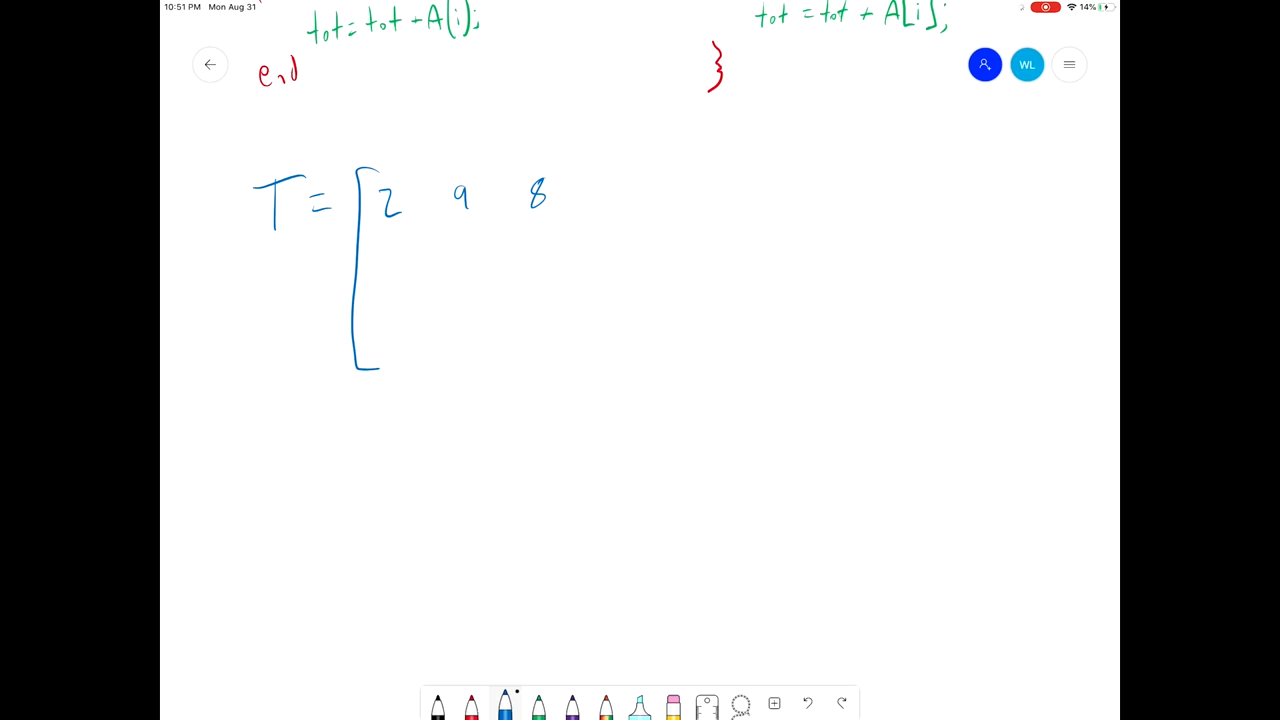 10:51 PM Mon Aug 31
14%
tot = tot + A(i);
tot = tot + A[i];
end
}
WL
T = [ 2 9 8